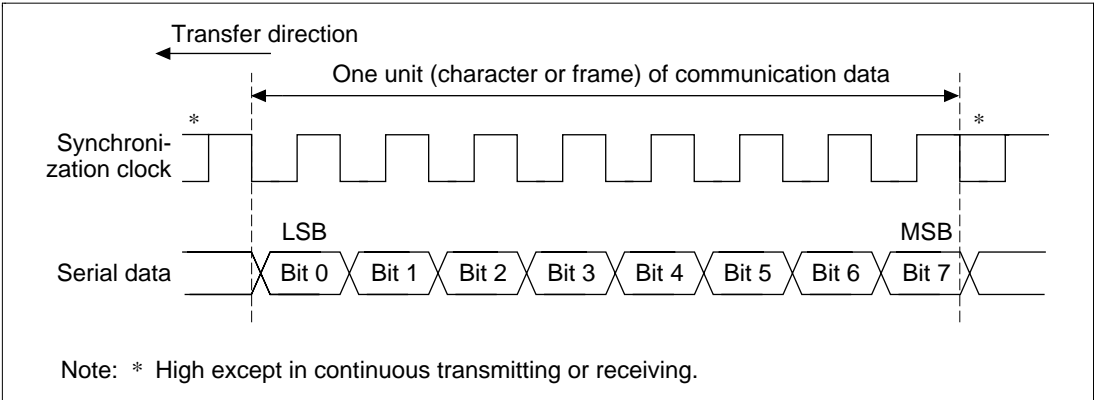 Transfer direction
One unit (character or frame) of communication data
* *
Synchroni-
zation clock
LSB MSB
Serial data Bit 0 Bit 1 Bit 2 Bit 3 Bit 4 Bit 5 Bit 6 Bit 7
Note: * High except in continuous transmitting or receiving.